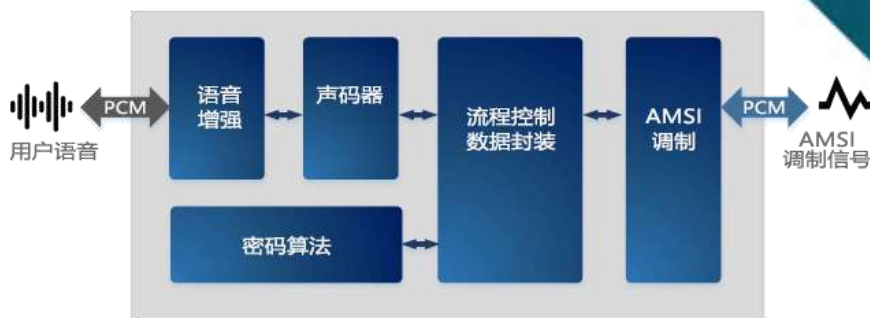 用户语音
PCM
语音
增强
声码器
流程控制
数据封装
AMSI
调制
密码算法
PCM
AMSI
调制信号